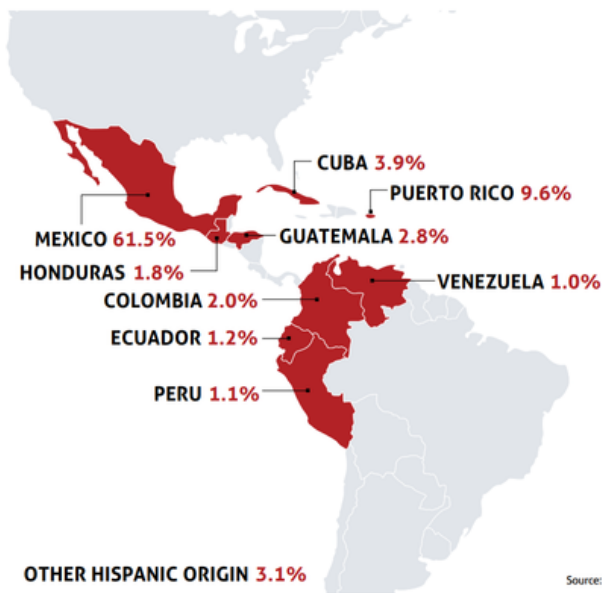 CUBA 3.9%
PUERTO RICO 9.6%
MEXICO 61.5%
GUATEMALA 2.8%
HONDURAS 1.8%
COLOMBIA 2.0%
VENEZUELA 1.0%
ECUADOR 1.2%
PERU 1.1%
OTHER HISPANIC ORIGIN 3.1%
Source: